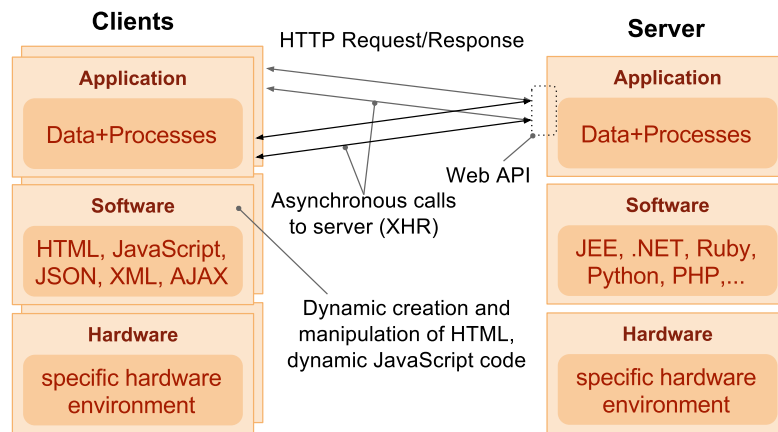 Clients
Server
HTTP Request/Response
Application
Data+Processes
Application
Data+Processes
Web API
Asynchronous calls
to server (XHR)
Software
HTML, JavaScript,
JSON, XML, AJAX
Software
JEE, .NET, Ruby,
Python, PHP,...
Dynamic creation and
manipulation of HTML,
dynamic JavaScript code
Hardware
specific hardware
environment
Hardware
specific hardware
environment